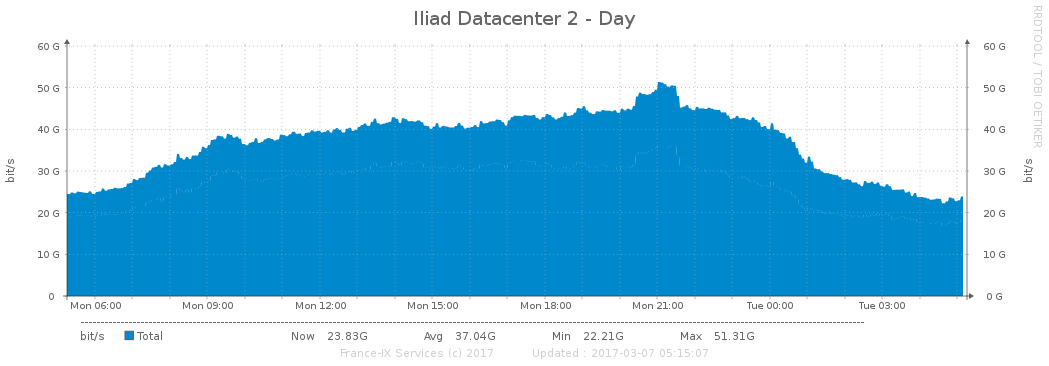 Iliad Datacenter 2 - Day
RRDTOOL / TOBI OETIKER
60 G 60 G
50 G 50 G
40 G 40 G
30 G 30 G
20 G 20 G
10 G 10 G
0 0 G
bit/s bit/s
Mon 06:00 Mon 09:00 Mon 12:00 Mon 15:00 Mon 18:00 Mon 21:00 Tue 00:00 Tue 03:00
bit/s Total Now 23.83G Avg 37.04G Min 22.21G Max 51.31G
France-IX Services (c) 2017 Updated : 2017-03-07 05:15:07